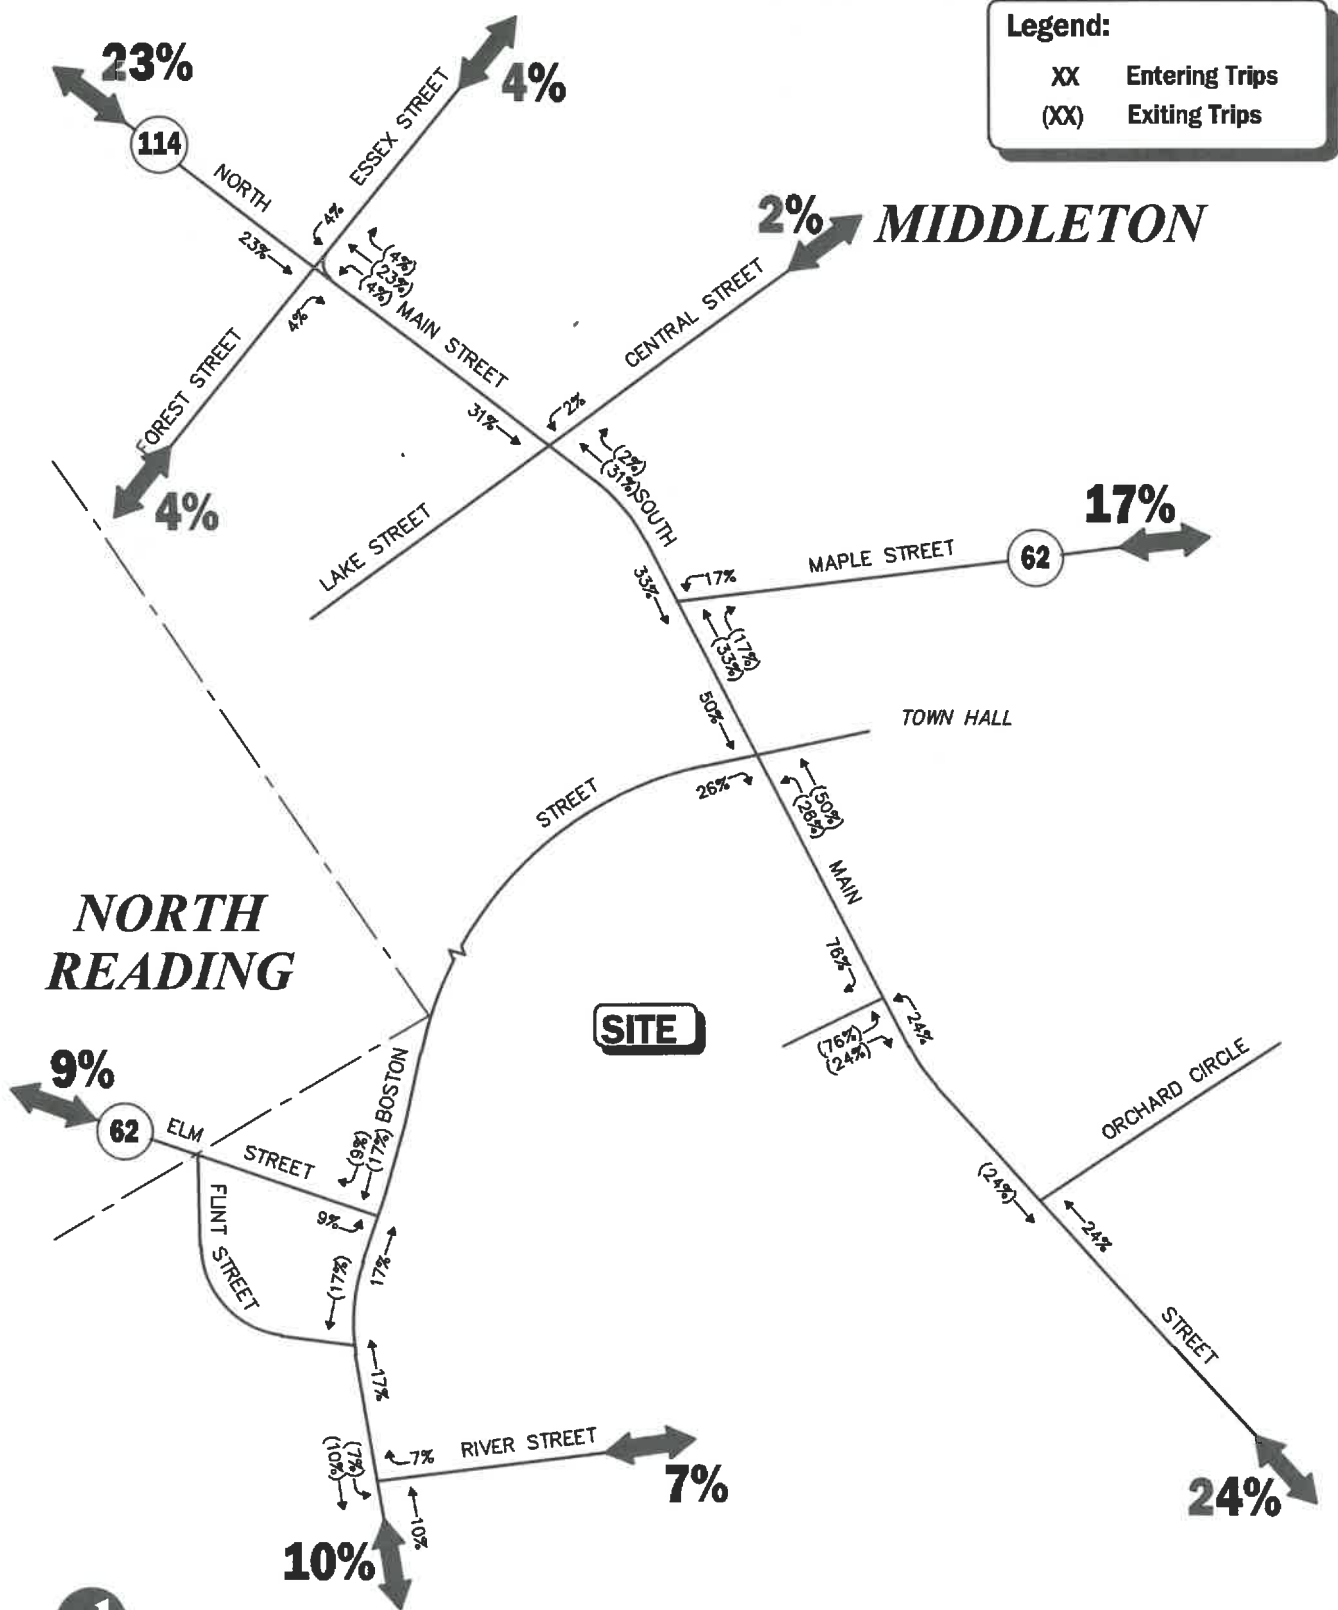 Legend:
XX Entering Trips
(XX) Exiting Trips
23%
4%
114
NORTH
ESSEX STREET
4%
23%
(4%)
(23%)
(4%)
4%
MAIN STREET
FOREST STREET
4%
2%
MIDDLETON
CENTRAL STREET
2%
31%
(2%)
(31%)
SOUTH
LAKE STREET
17%
MAPLE STREET
62
17%
33%
(17%)
(33%)
50%
TOWN HALL
STREET
26%
(50%)
(26%)
MAIN
NORTH
READING
76%
SITE
24%
(76%)
(24%)
ORCHARD CIRCLE
9%
62
ELM
STREET
BOSTON
(9%)
(17%)
FLINT STREET
9%
17%
(17%)
(24%)
24%
STREET
17%
(7%)
(10%)
7%
RIVER STREET
7%
10%
10%
24%